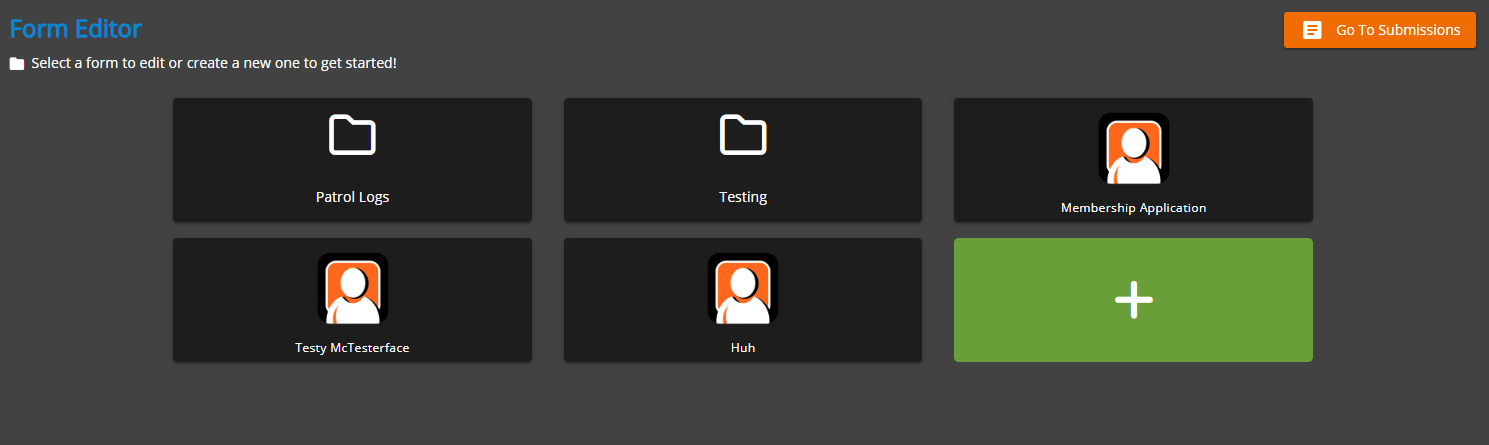 Form Editor
Go To Submissions
Select a form to edit or create a new one to get started!
Patrol Logs
Testing
Membership Application
Testy McTesterface
Huh